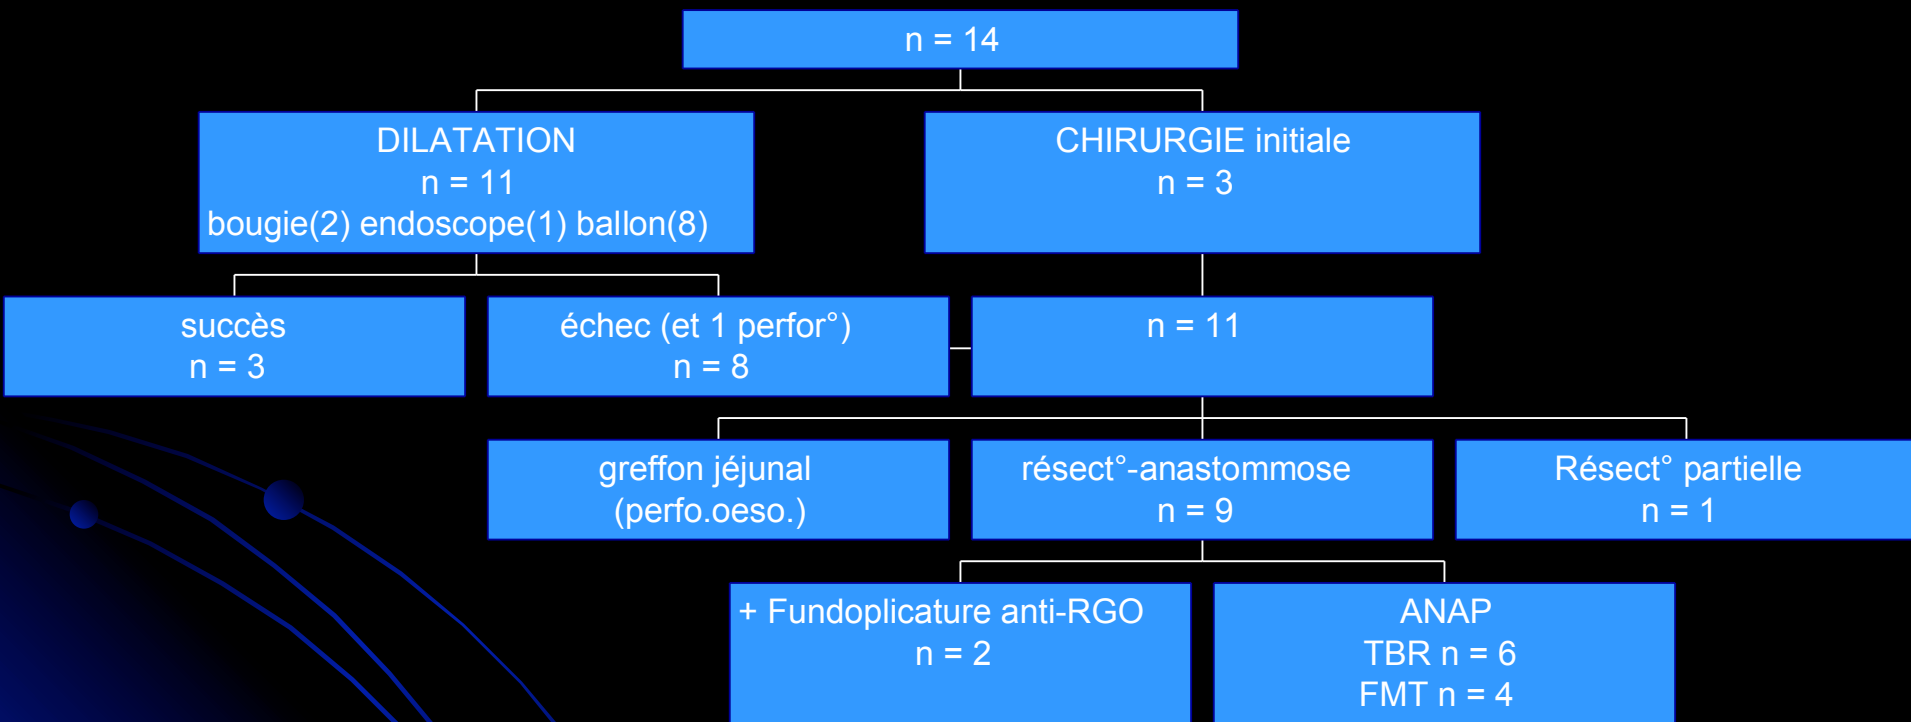 n = 14
DILATATION
n = 11
bougie(2) endoscope(1) ballon(8)
CHIRURGIE initiale
n = 3
succès
n = 3
échec (et 1 perfor°)
n = 8
n = 11
greffon jéjunal
(perfo.oeso.)
résect°-anastommose
n = 9
Résect° partielle
n = 1
+ Fundoplicature anti-RGO
n = 2
ANAP
TBR n = 6
FMT n = 4